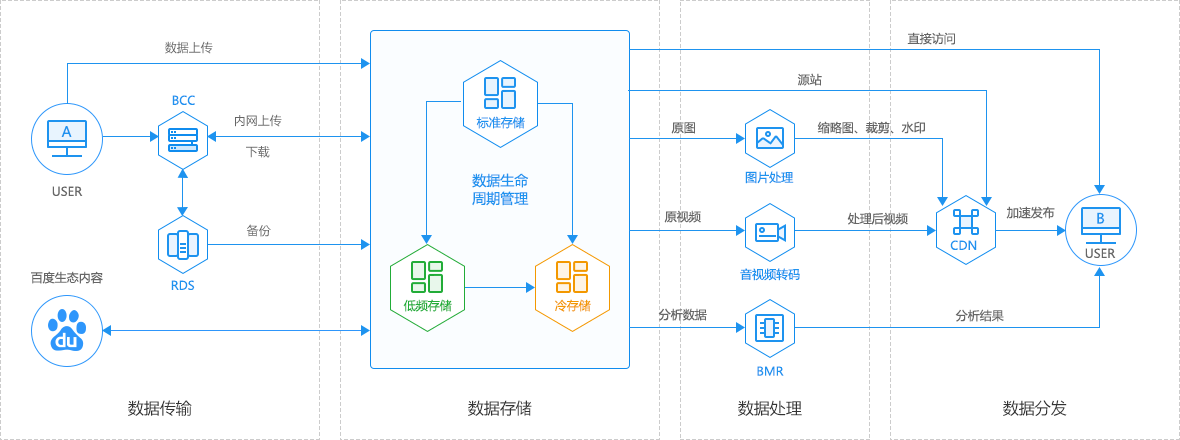 数据上传
BCC
内网上传
下载
A
USER
备份
RDS
百度生态内容
du
数据传输
标准存储
数据生命
周期管理
低频存储
冷存储
数据存储
原图
图片处理
原视频
音视频转码
分析数据
BMR
数据处理
直接访问
源站
缩略图、裁剪、水印
处理后视频
CDN
加速发布
B
USER
分析结果
数据分发